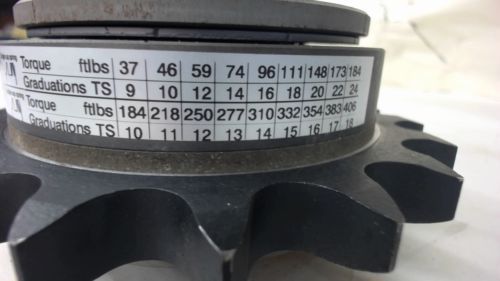 Torque ftlbs 37 46 59 74 96 111 148 173 184
Graduations TS 9 10 12 14 16 18 20 22 24
Torque ftlbs 184 218 250 277 310 332 354 383 406
Graduations TS 10 11 12 13 14 15 16 17 18